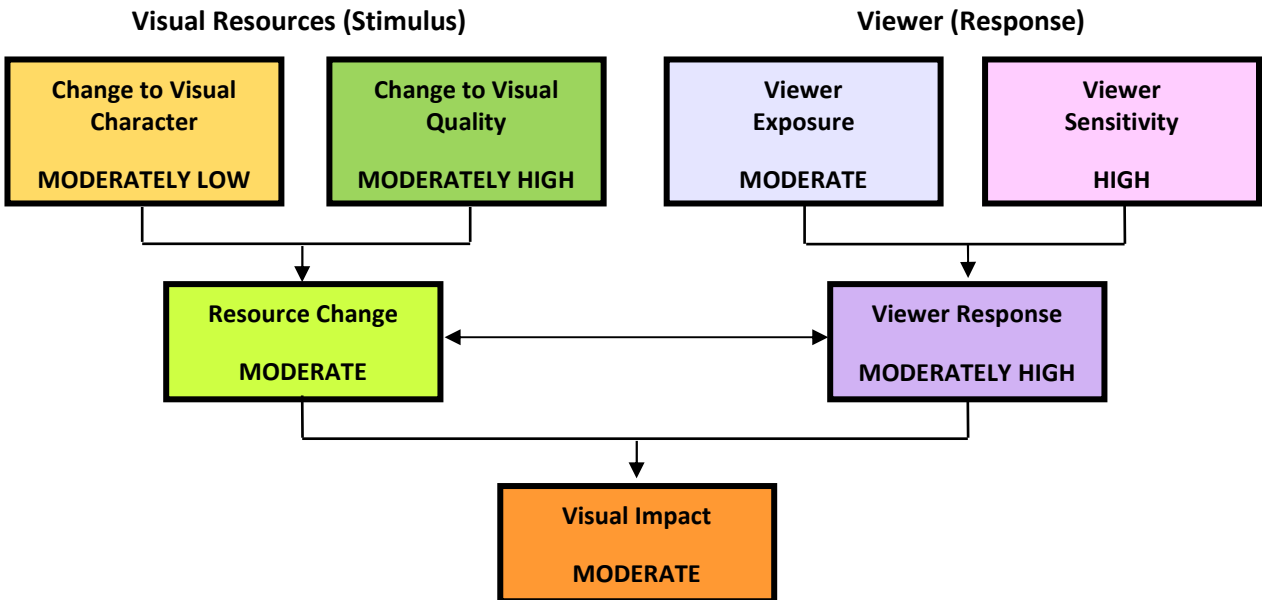 Visual Resources (Stimulus)
Viewer (Response)
Change to Visual
Character
MODERATELY LOW
Change to Visual
Quality
MODERATELY HIGH
Viewer
Exposure
MODERATE
Viewer
Sensitivity
HIGH
Resource Change
MODERATE
Viewer Response
MODERATELY HIGH
Visual Impact
MODERATE